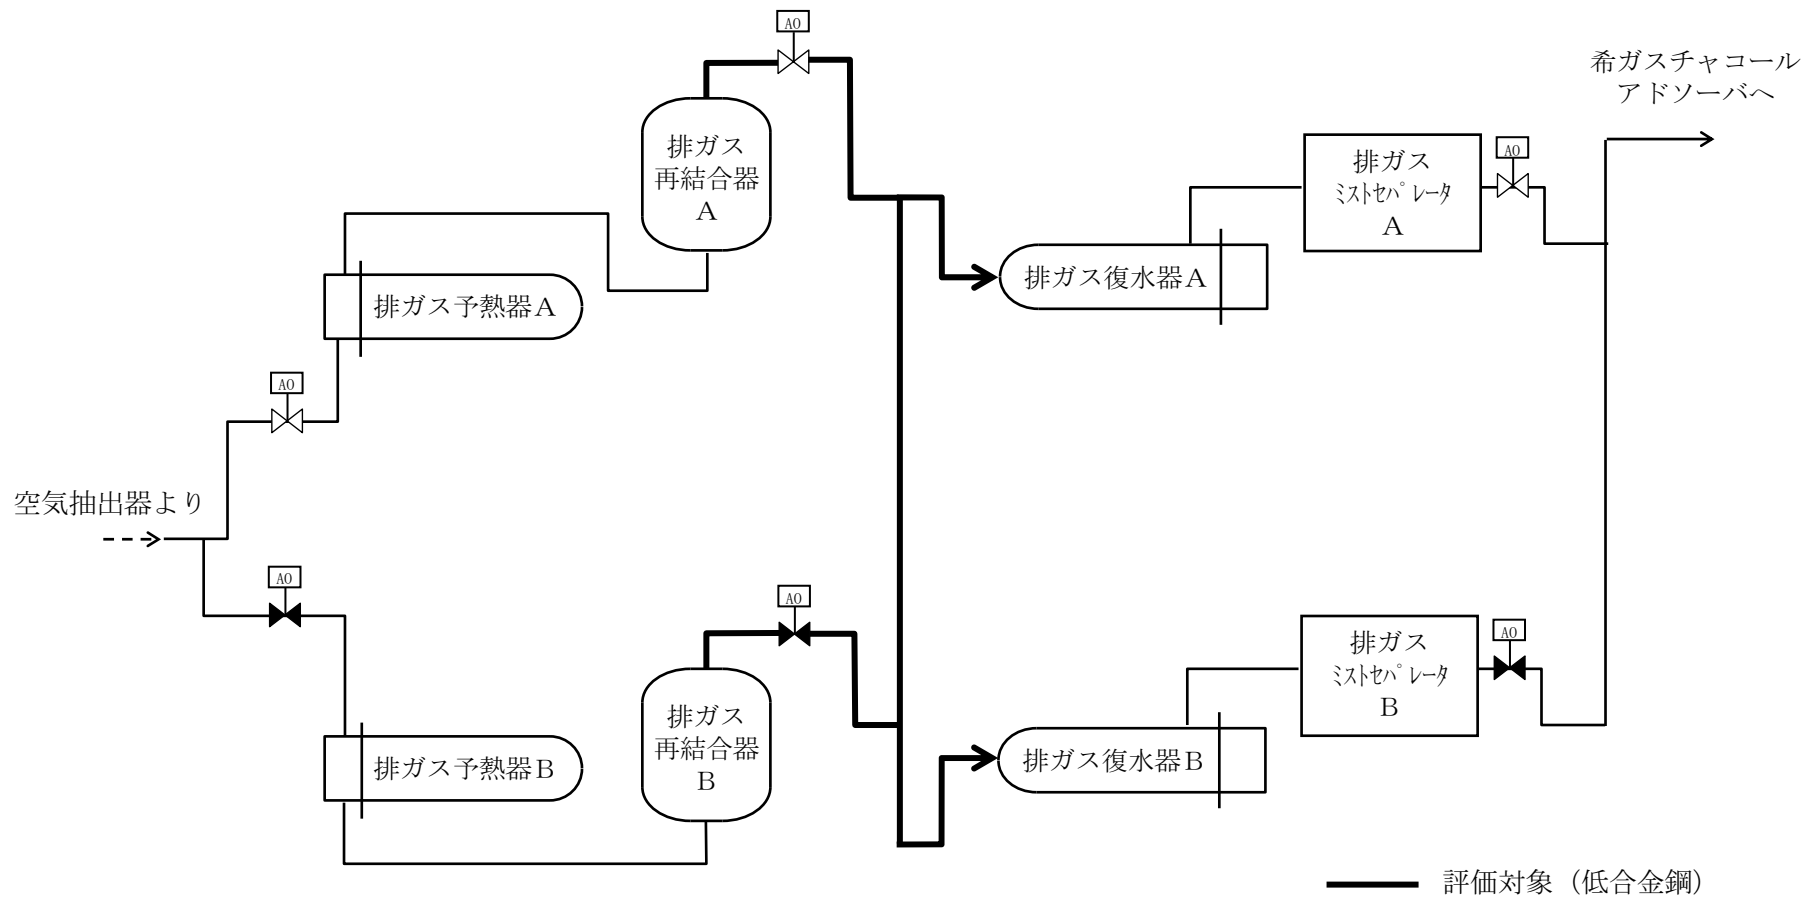 AO
希ガスチャコール
アドソーバへ
排ガス
再結合器
A
AO
排ガス
ミストセパレータ
A
排ガス復水器A
排ガス予熱器A
AO
空気抽出器より
AO
AO
排ガス
再結合器
B
AO
排ガス
ミストセパレータ
B
排ガス復水器B
排ガス予熱器B
評価対象（低合金鋼）